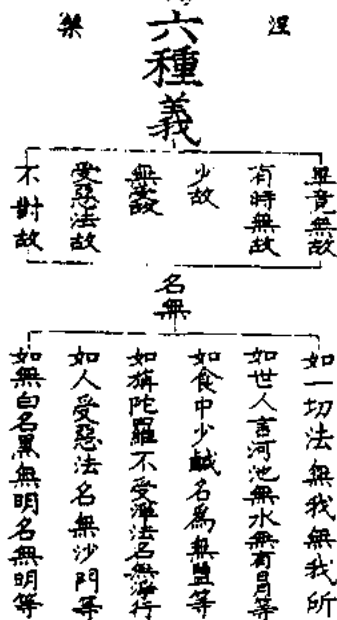 涅槃
六種義
畢竟無故
有時無故
少故
無受故
受惡法故
不對故
名無
如一切法無我無我所
如世人言河池無水無有日月等
如食中少鹹名爲無鹽等
如旃陀羅不受淨法名無淨行
如人受惡法名無沙門等
如無白名黑無明名無明等